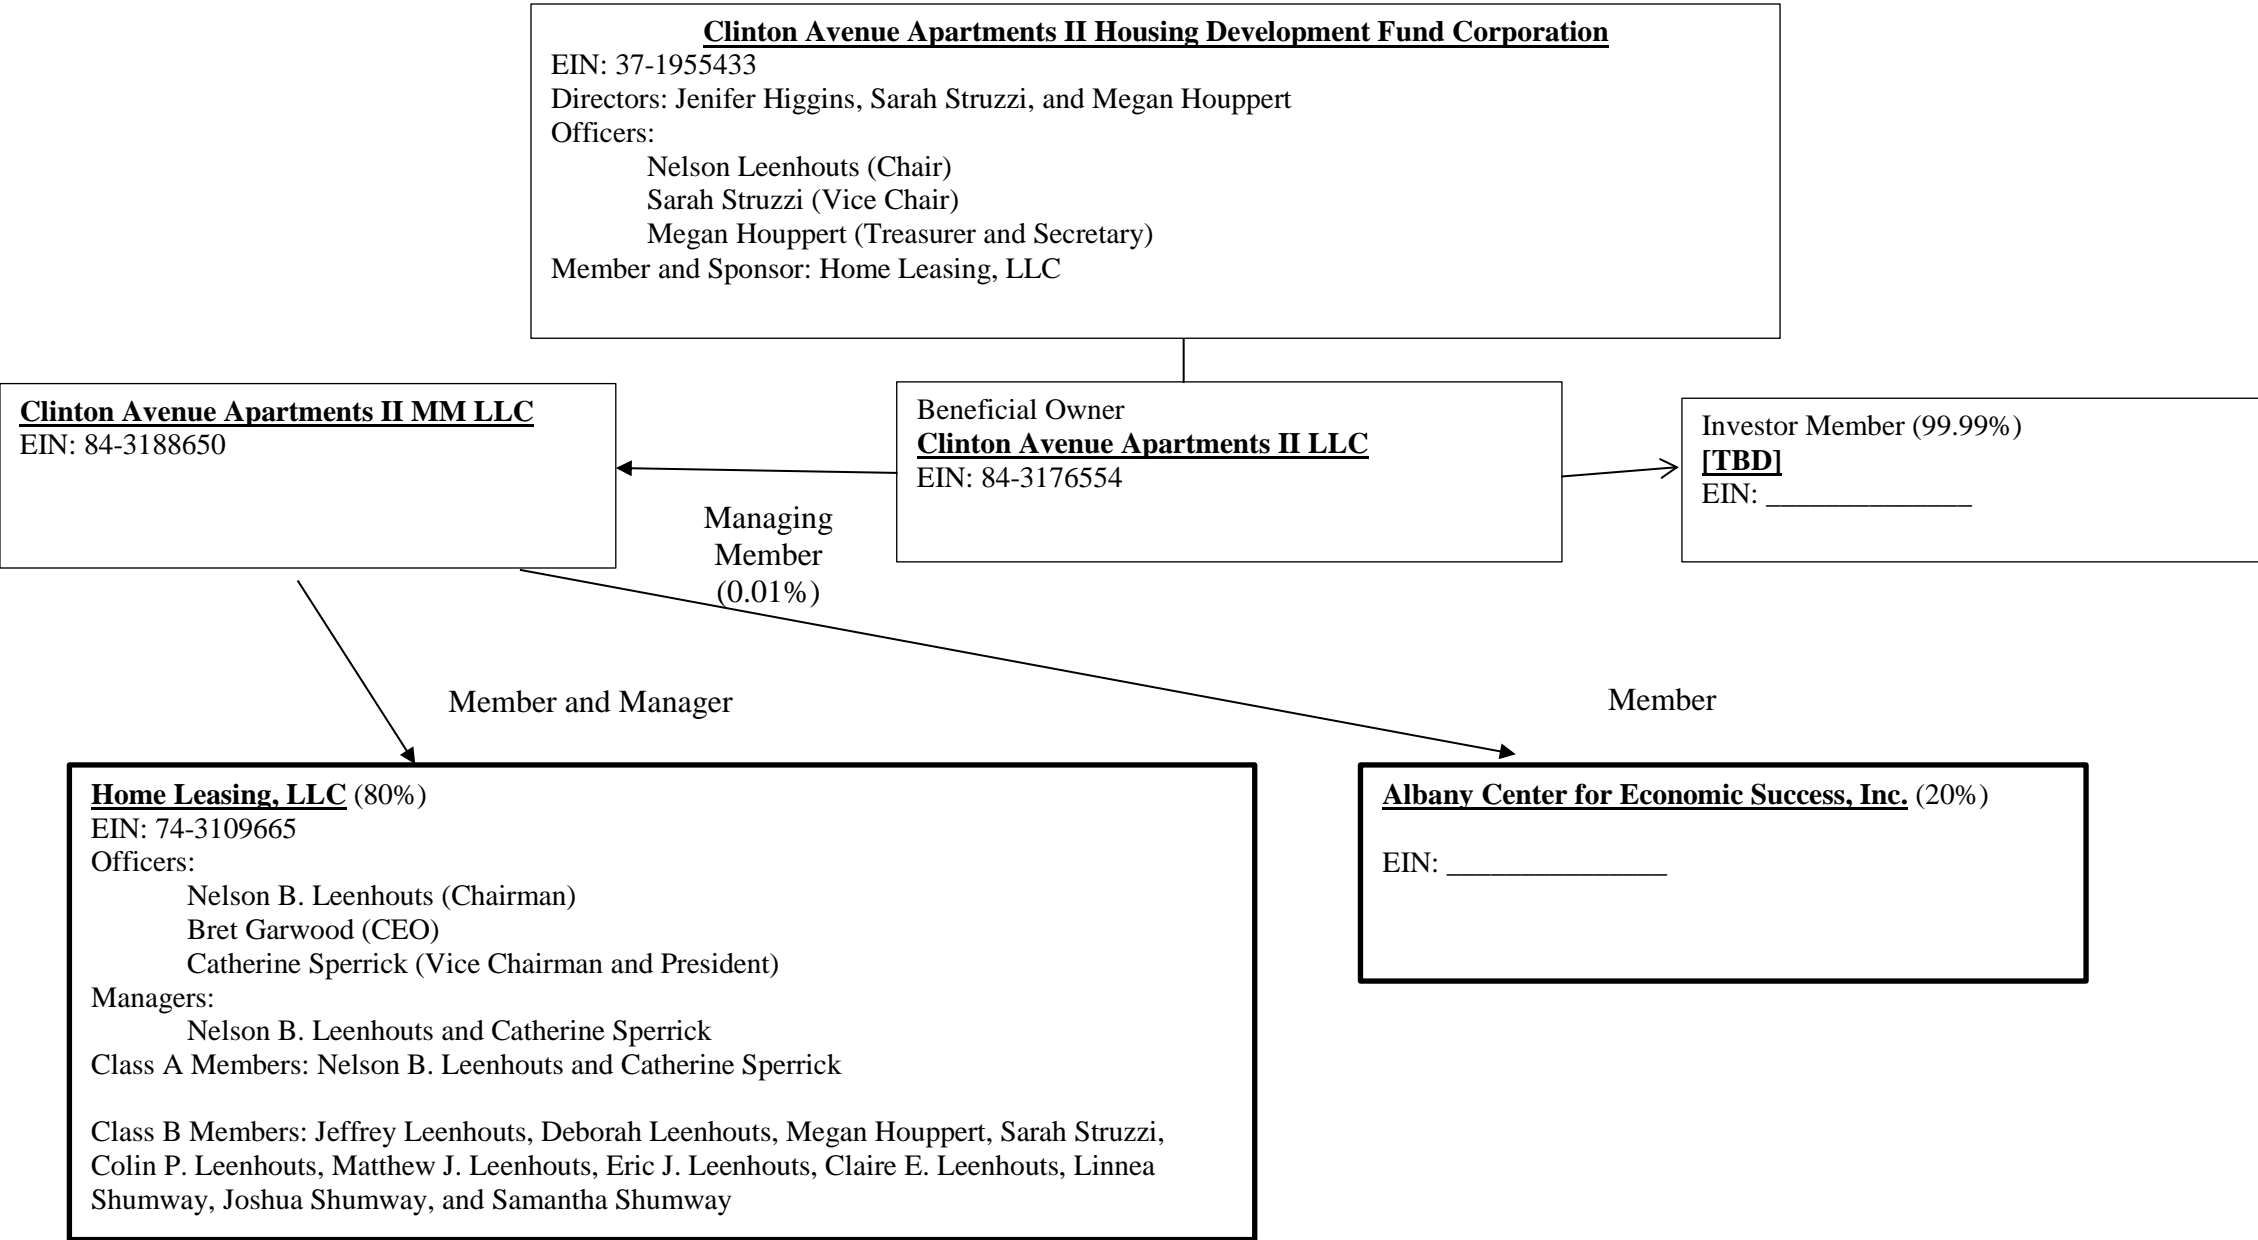 Clinton Avenue Apartments II Housing Development Fund Corporation
EIN: 37-1955433
Directors: Jenifer Higgins, Sarah Struzzi, and Megan Houppert
Officers:
Nelson Leenhouts (Chair)
Sarah Struzzi (Vice Chair)
Megan Houppert (Treasurer and Secretary)
Member and Sponsor: Home Leasing, LLC
Clinton Avenue Apartments II MM LLC
EIN: 84-3188650
Managing
Member
(0.01%)
Beneficial Owner
Clinton Avenue Apartments II LLC
EIN: 84-3176554
Investor Member (99.99%)
[TBD]
EIN: ______________
Member and Manager
Member
Home Leasing, LLC (80%)
EIN: 74-3109665
Officers:
Nelson B. Leenhouts (Chairman)
Bret Garwood (CEO)
Catherine Sperrick (Vice Chairman and President)
Managers:
Nelson B. Leenhouts and Catherine Sperrick
Class A Members: Nelson B. Leenhouts and Catherine Sperrick
Class B Members: Jeffrey Leenhouts, Deborah Leenhouts, Megan Houppert, Sarah Struzzi,
Colin P. Leenhouts, Matthew J. Leenhouts, Eric J. Leenhouts, Claire E. Leenhouts, Linnea
Shumway, Joshua Shumway, and Samantha Shumway
Albany Center for Economic Success, Inc. (20%)
EIN: _______________